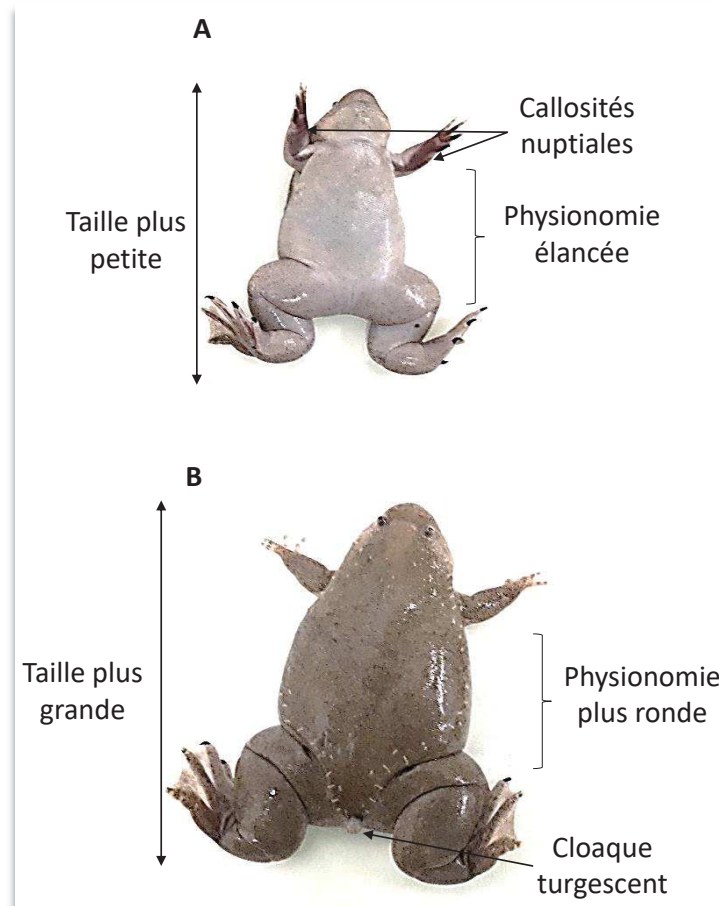 A
Callosités
nuptiales
Taille plus
petite
Physionomie
élancée
B
Taille plus
grande
Physionomie
plus ronde
Cloaque
turgescent